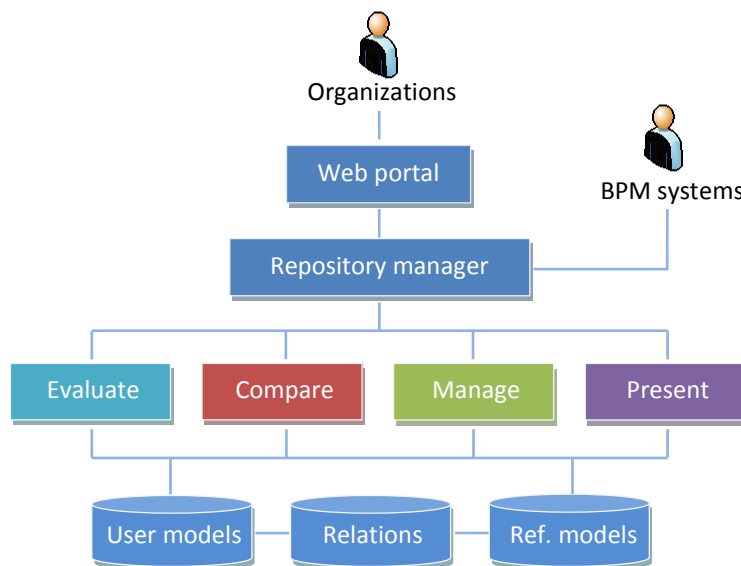 Organizations
Web portal
BPM systems
Repository manager
Evaluate
Compare
Manage
Present
User models
Relations
Ref. models